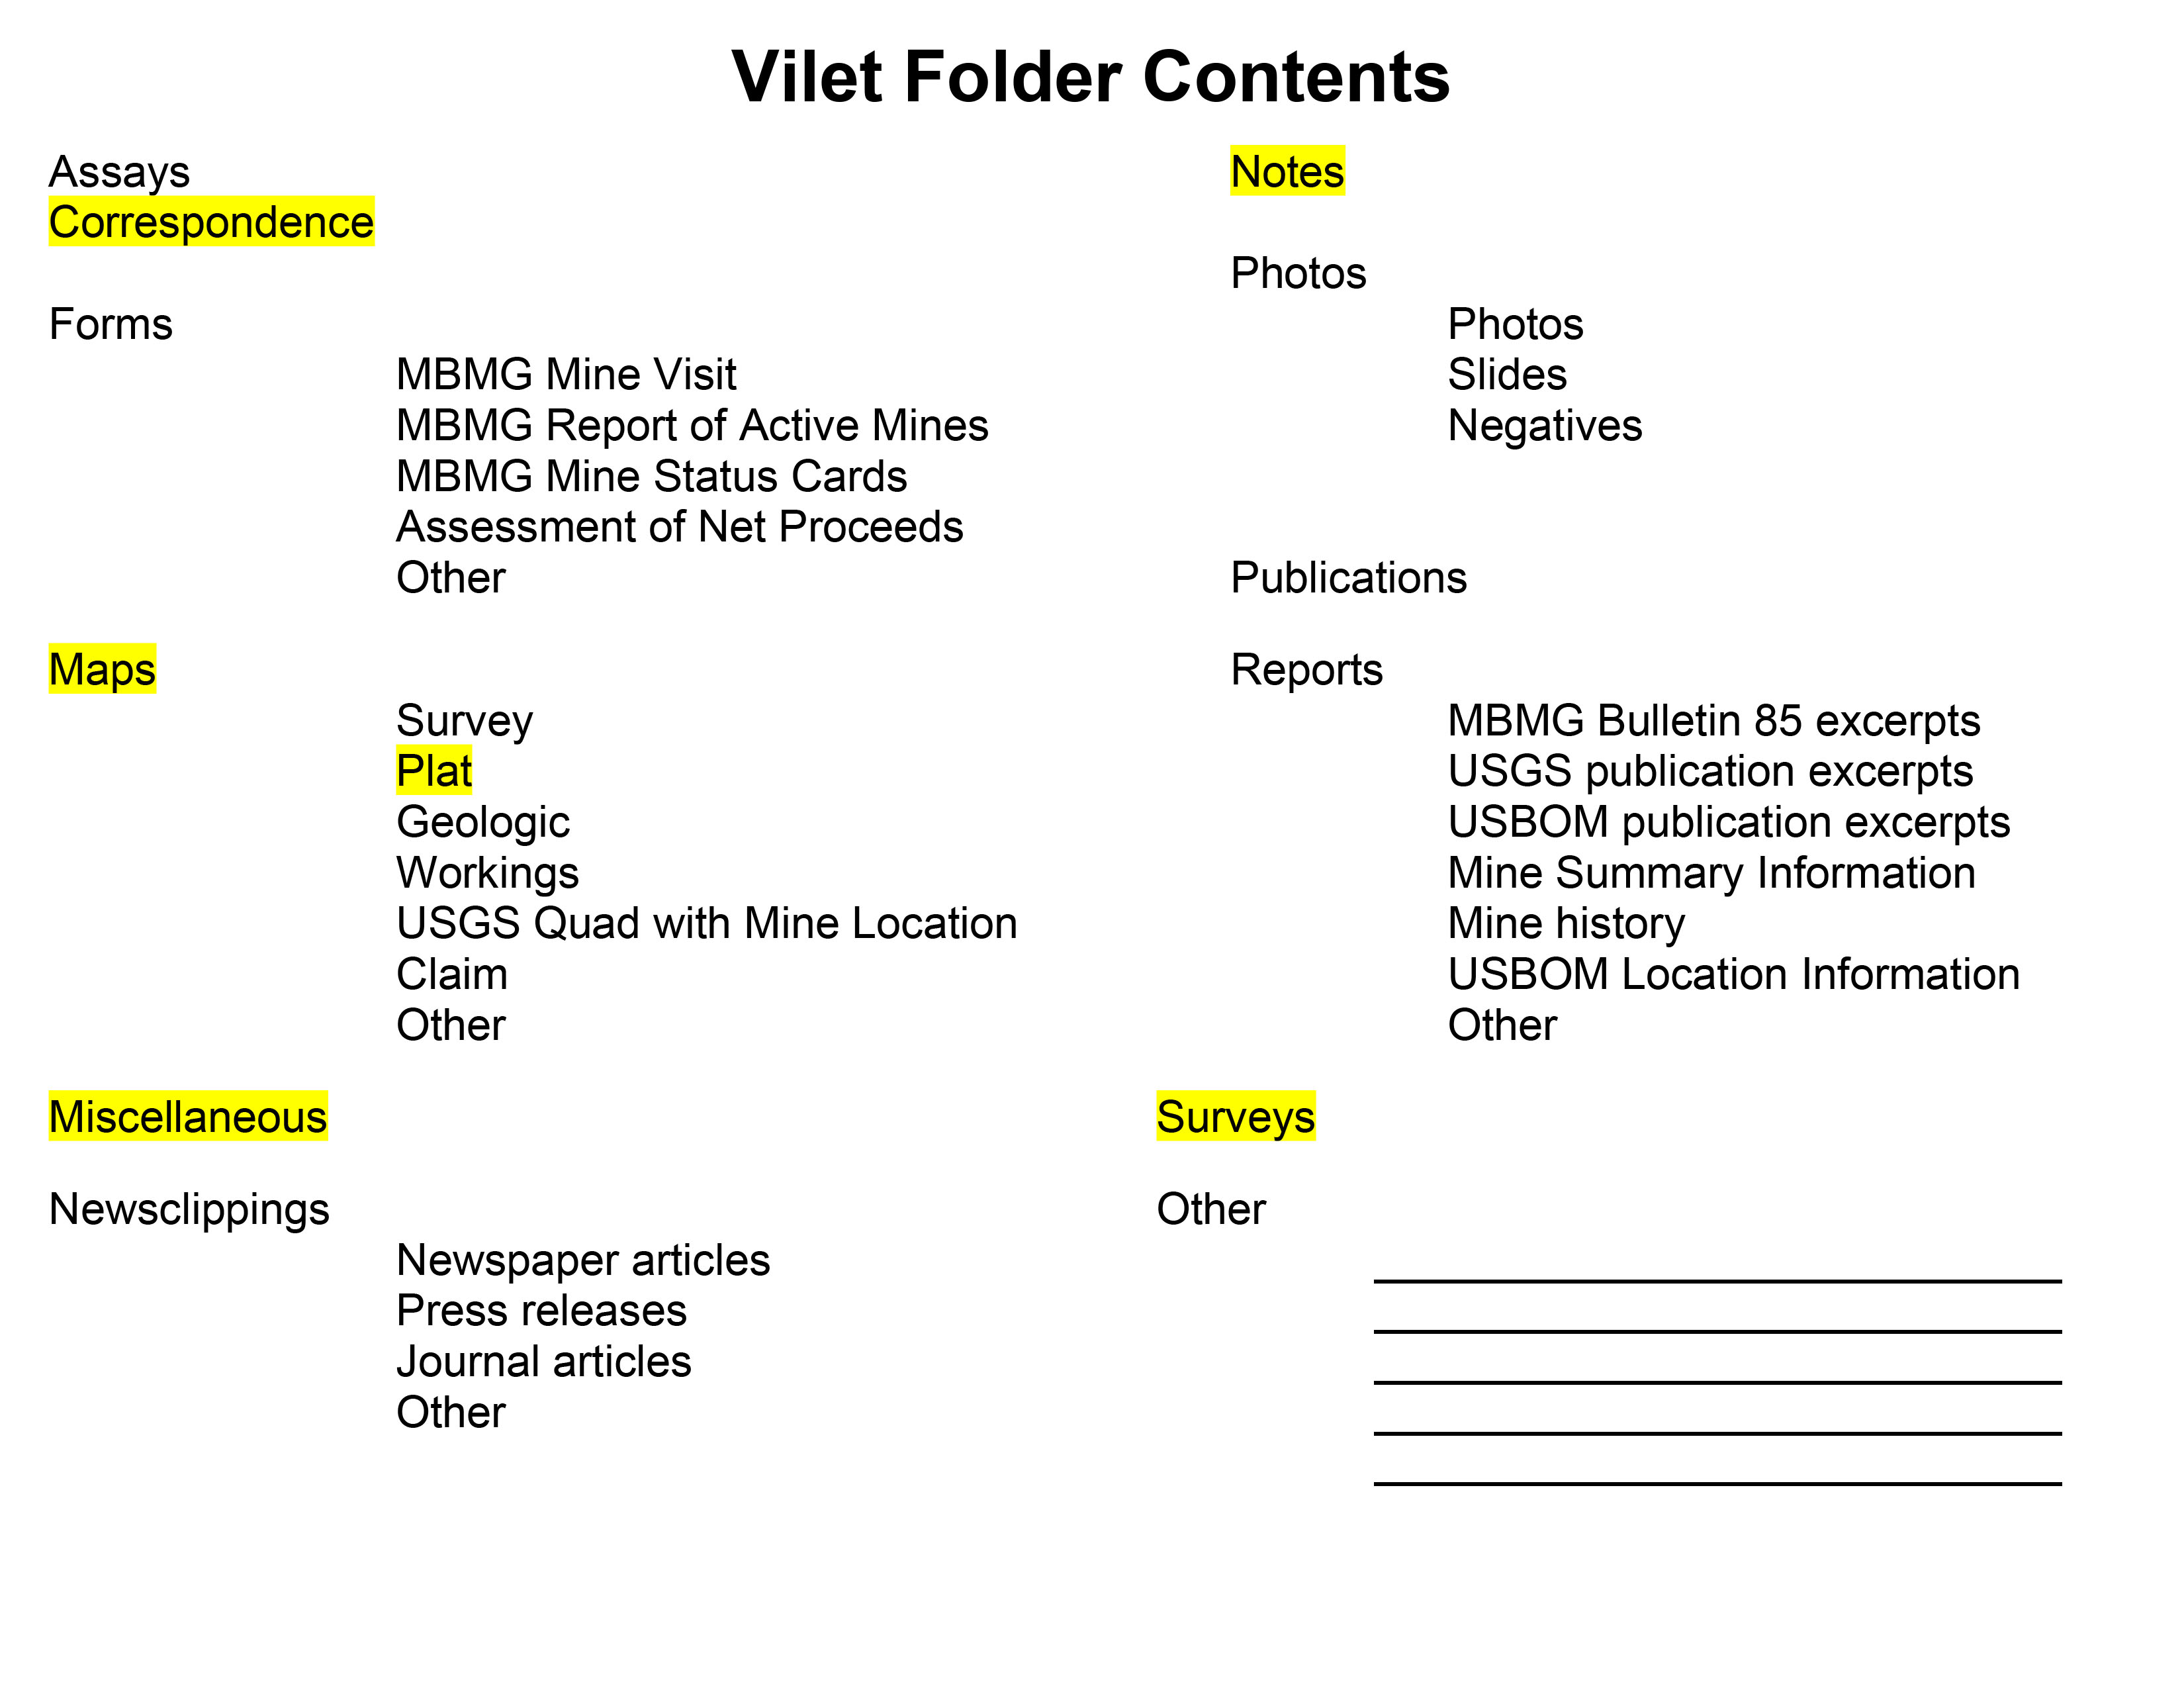 Vilet Folder Contents
Assays
Correspondence
Forms
MBMG Mine Visit
MBMG Report of Active Mines
MBMG Mine Status Cards
Assessment of Net Proceeds
Other
Maps
Survey
Plat
Geologic
Workings
USGS Quad with Mine Location
Claim
Other
Miscellaneous
Newsclippings
Newspaper articles
Press releases
Journal articles
Other
Notes
Photos
Photos
Slides
Negatives
Publications
Reports
MBMG Bulletin 85 excerpts
USGS publication excerpts
USBOM publication excerpts
Mine Summary Information
Mine history
USBOM Location Information
Other
Surveys
Other